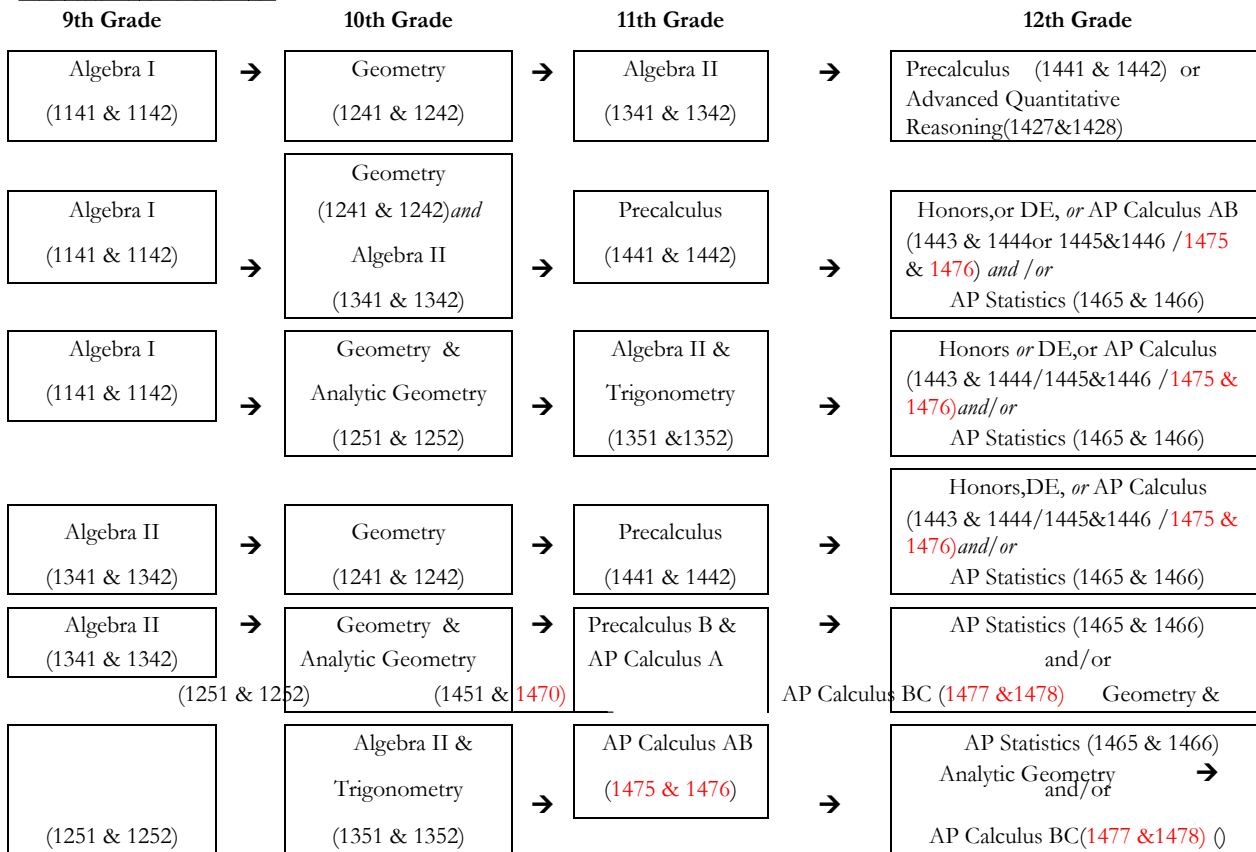 9th Grade 10th Grade 11th Grade 12th Grade
Algebra I ➔ Geometry ➔ Algebra II ➔ Precalculus (1441 & 1442) or
(1141 & 1142) (1241 & 1242) (1341 & 1342) Advanced Quantitative
Reasoning(1427&1428)
Geometry
Algebra I (1241 & 1242)and Precalculus Honors,or DE, or AP Calculus AB
(1141 & 1142) ➔ Algebra II ➔ (1441 & 1442) ➔ (1443 & 1444or 1445&1446 /1475
& 1476) and /or
(1341 & 1342) AP Statistics (1465 & 1466)
Algebra I Geometry & Algebra II & Honors or DE,or AP Calculus
(1141 & 1142) ➔ Analytic Geometry ➔ Trigonometry ➔ (1443 & 1444/1445&1446 /1475 &
1476)and/or
(1251 & 1252) (1351 &1352) AP Statistics (1465 & 1466)
Honors,DE, or AP Calculus
Algebra II ➔ Geometry ➔ Precalculus ➔ (1443 & 1444/1445&1446 /1475 &
1476)and/or
(1341 & 1342) (1241 & 1242) (1441 & 1442) AP Statistics (1465 & 1466)
Algebra II ➔ Geometry & ➔ Precalculus B & ➔ AP Statistics (1465 & 1466)
(1341 & 1342) Analytic Geometry AP Calculus A and/or
(1251 & 1252) (1451 & 1470) AP Calculus BC (1477 &1478) Geometry &
Algebra II & AP Calculus AB AP Statistics (1465 & 1466)
Analytic Geometry ➔
Trigonometry ➔ (1475 & 1476) ➔ and/or
(1251 & 1252) (1351 & 1352) AP Calculus BC(1477 &1478) ()